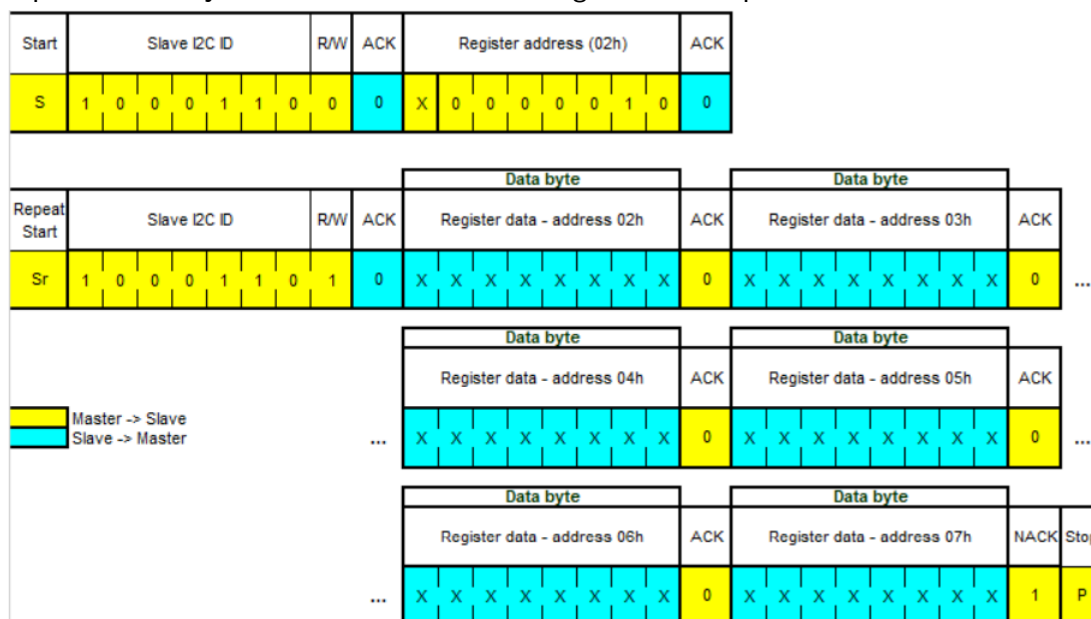 Start Slave I2C ID R/W ACK Register address (02h) ACK
S 1 0 0 0 1 1 0 0 0 X 0 0 0 0 0 1 0 0
Data byte Data byte
Repeat Start Slave I2C ID R/W ACK Register data - address 02h ACK Register data - address 03h ACK
Sr 1 0 0 0 1 1 0 1 0 X X X X X X X X 0 X X X X X X X X 0 ...
Data byte Data byte
Register data - address 04h ACK Register data - address 05h ACK
Master -> Slave
Slave -> Master
... X X X X X X X X 0 X X X X X X X X 0 ...
Data byte Data byte
Register data - address 06h ACK Register data - address 07h NACK Stop
... X X X X X X X X 0 X X X X X X X X 1 P